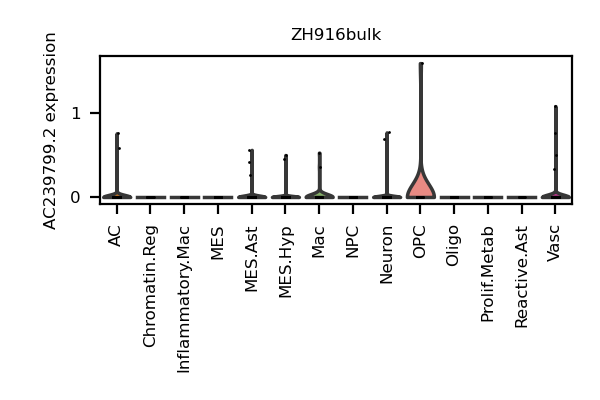 ZH916bulk
AC239799.2 expression
1
0
AC
Chromatin.Reg
Inflammatory.Mac
MES
MES.Ast
MES.Hyp
Mac
NPC
Neuron
OPC
Oligo
Prolif.Metab
Reactive.Ast
Vasc